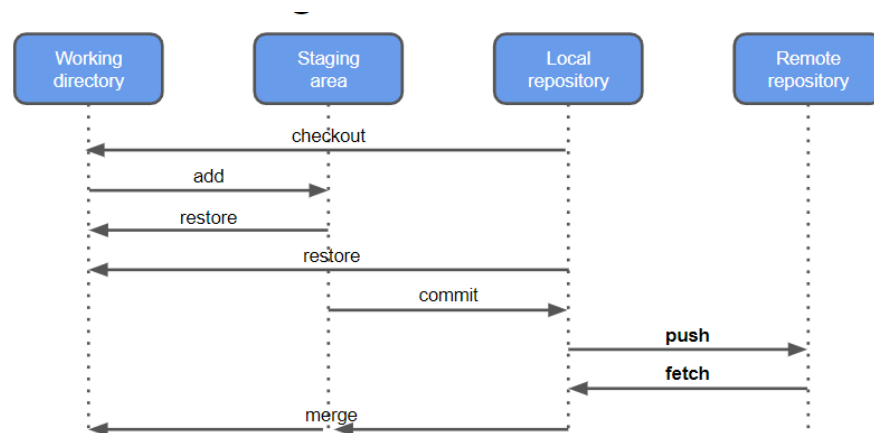 Working
directory
Staging
area
Local
repository
Remote
repository
checkout
add
restore
restore
commit
push
fetch
merge